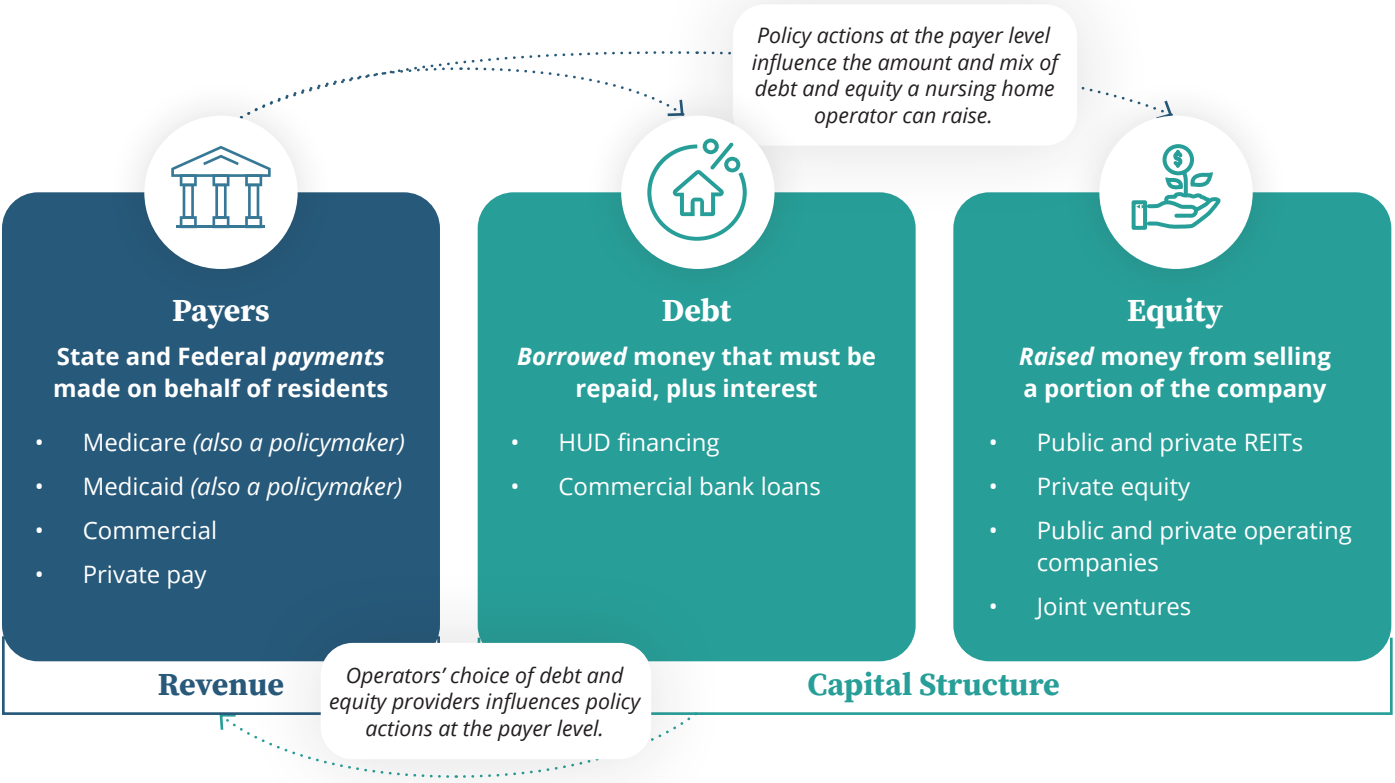 Policy actions at the payer level
influence the amount and mix of
debt and equity a nursing home
operator can raise.
%
$
Payers
State and Federal payments
made on behalf of residents
• Medicare (also a policymaker)
• Medicaid (also a policymaker)
• Commercial
• Private pay
Debt
Borrowed money that must be
repaid, plus interest
• HUD financing
• Commercial bank loans
Equity
Raised money from selling
a portion of the company
• Public and private REITs
• Private equity
• Public and private operating
companies
• Joint ventures
Revenue
Operators’ choice of debt and
equity providers influences policy
actions at the payer level.
Capital Structure